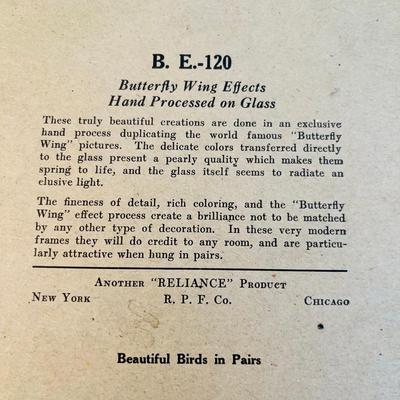 B. E.-120
Butterfly Wing Effects
Hand Processed on Glass
These truly beautiful creations are done in an exclusive
hand process duplicating the world famous "Butterfly
Wing" pictures. The delicate colors transferred directly
to the glass present a pearly quality which makes them
spring to life, and the glass itself seems to radiate an
elusive light.
The fineness of detail, rich coloring, and the "Butterfly
Wing" effect process create a brilliance not to be matched
by any other type of decoration. In these very modern
frames they will do credit to any room, and are particu-
larly attractive when hung in pairs.
Another "RELIANCE" Product
New York R. P. F. Co. Chicago
Beautiful Birds in Pairs